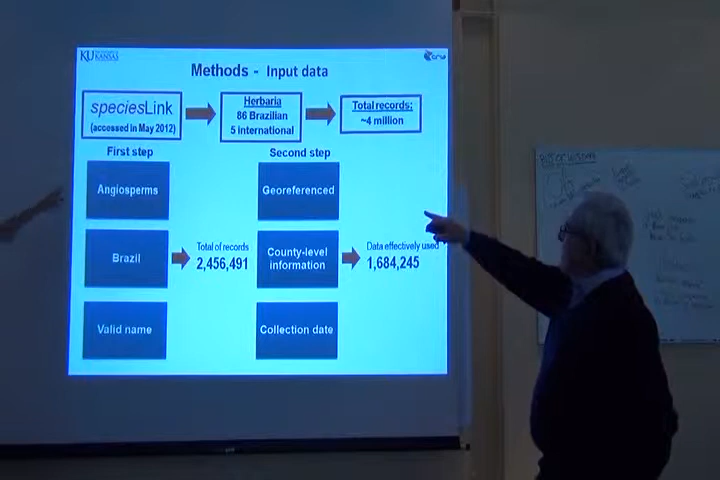 KU KANSAS
Methods - Input data
speciesLink
(accessed in May 2012)
Herbaria
86 Brazilian
5 international
Total records:
~4 million
First step
Second step
Angiosperms
Georeferenced
Brazil
Total of records
2,456,491
County-level
information
Data effectively used
1,684,245
Valid name
Collection date